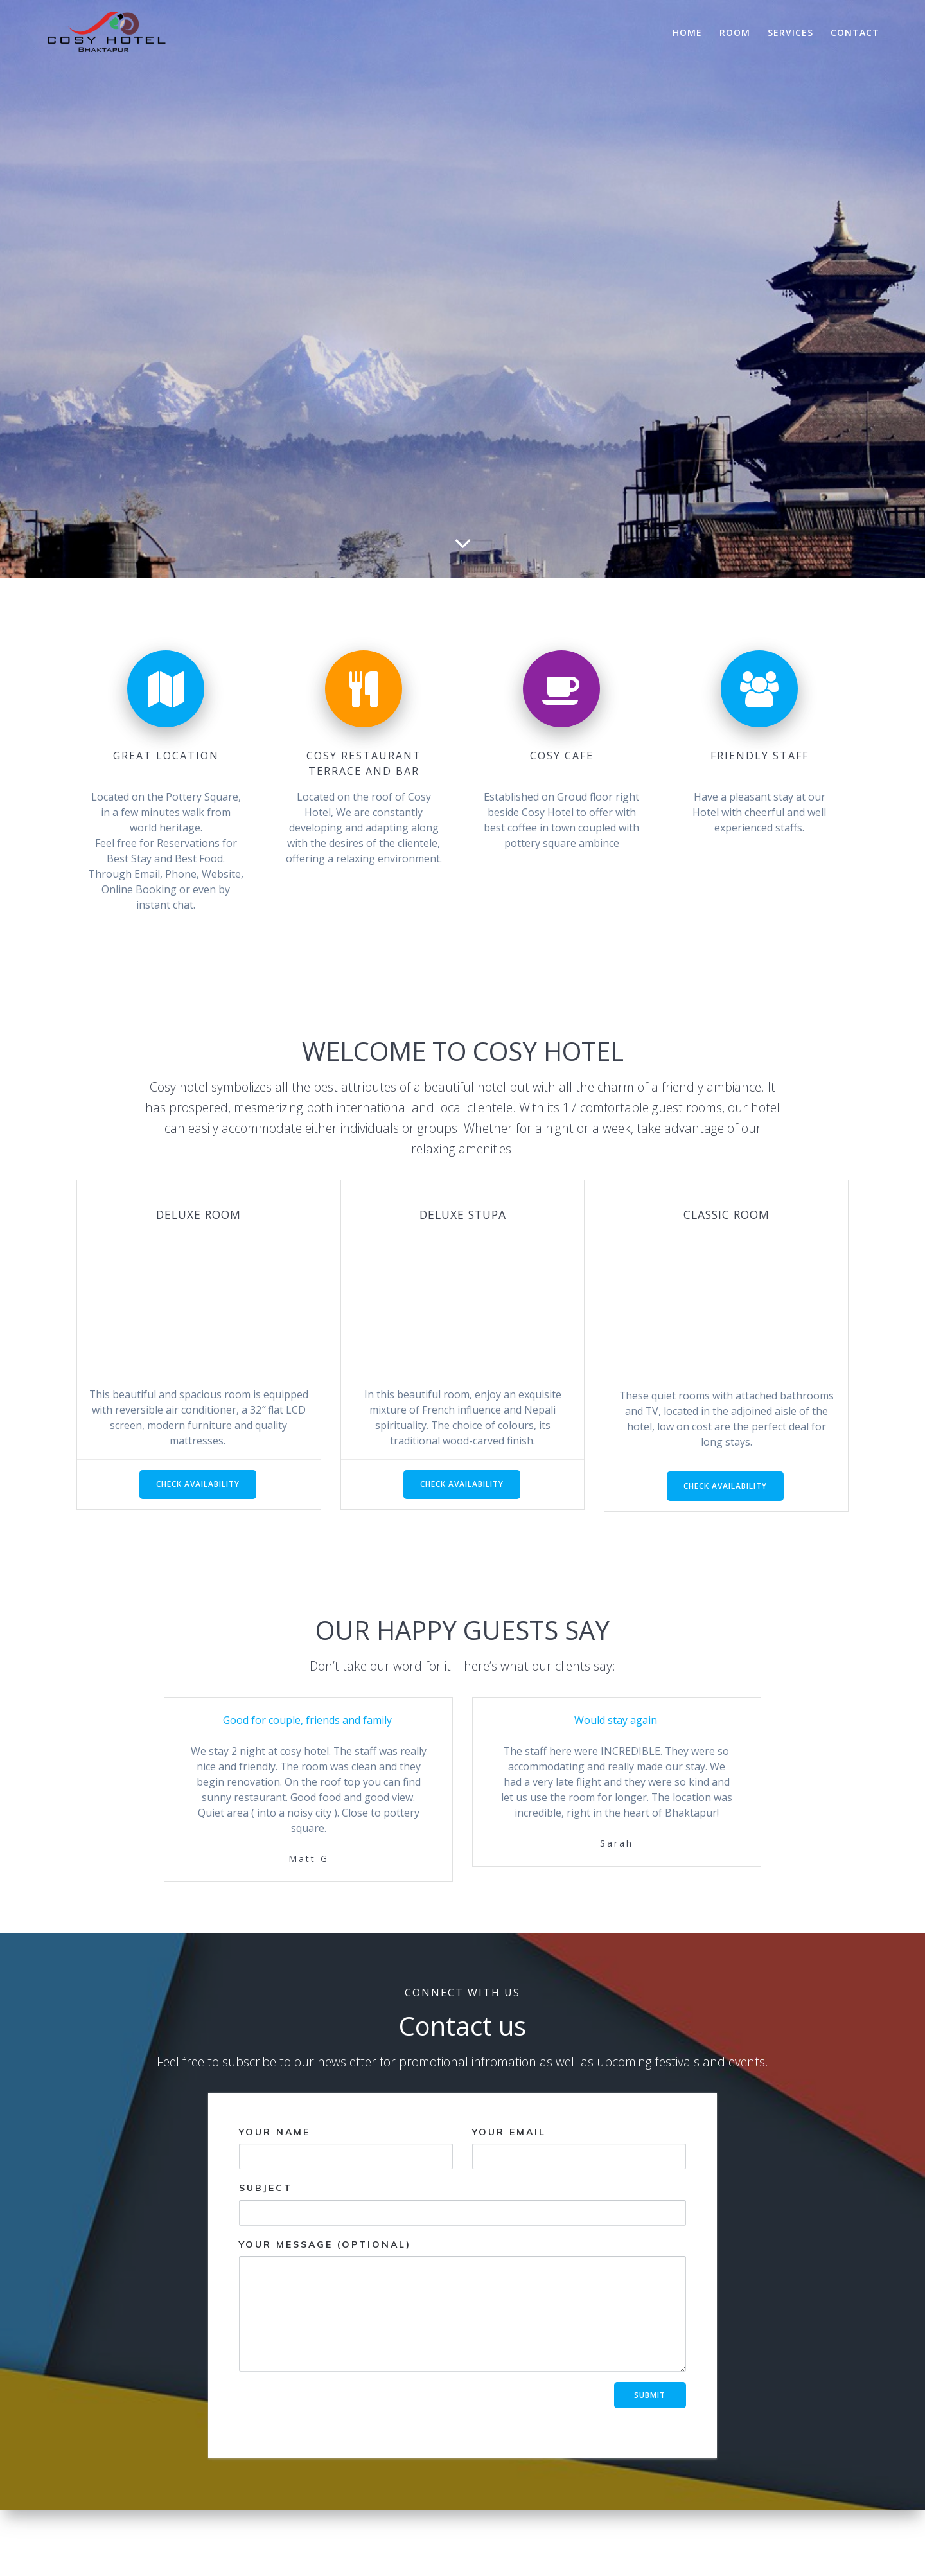 COSY HOTEL
BHAKTAPUR
HOME ROOM SERVICES CONTACT
GREAT LOCATION
Located on the Pottery Square,
in a few minutes walk from
world heritage.
Feel free for Reservations for
Best Stay and Best Food.
Through Email, Phone, Website,
Online Booking or even by
instant chat.
COSY RESTAURANT
TERRACE AND BAR
Located on the roof of Cosy
Hotel, We are constantly
developing and adapting along
with the desires of the clientele,
offering a relaxing environment.
COSY CAFE
Established on Groud floor right
beside Cosy Hotel to offer with
best coffee in town coupled with
pottery square ambince
FRIENDLY STAFF
Have a pleasant stay at our
Hotel with cheerful and well
experienced staffs.
WELCOME TO COSY HOTEL
Cosy hotel symbolizes all the best attributes of a beautiful hotel but with all the charm of a friendly ambiance. It
has prospered, mesmerizing both international and local clientele. With its 17 comfortable guest rooms, our hotel
can easily accommodate either individuals or groups. Whether for a night or a week, take advantage of our
relaxing amenities.
DELUXE ROOM
This beautiful and spacious room is equipped
with reversible air conditioner, a 32″ flat LCD
screen, modern furniture and quality
mattresses.
CHECK AVAILABILITY
DELUXE STUPA
In this beautiful room, enjoy an exquisite
mixture of French influence and Nepali
spirituality. The choice of colours, its
traditional wood-carved finish.
CHECK AVAILABILITY
CLASSIC ROOM
These quiet rooms with attached bathrooms
and TV, located in the adjoined aisle of the
hotel, low on cost are the perfect deal for
long stays.
CHECK AVAILABILITY
OUR HAPPY GUESTS SAY
Don’t take our word for it – here’s what our clients say:
Good for couple, friends and family
We stay 2 night at cosy hotel. The staff was really
nice and friendly. The room was clean and they
begin renovation. On the roof top you can find
sunny restaurant. Good food and good view.
Quiet area ( into a noisy city ). Close to pottery
square.
Matt G
Would stay again
The staff here were INCREDIBLE. They were so
accommodating and really made our stay. We
had a very late flight and they were so kind and
let us use the room for longer. The location was
incredible, right in the heart of Bhaktapur!
Sarah
CONNECT WITH US
Contact us
Feel free to subscribe to our newsletter for promotional infromation as well as upcoming festivals and events.
YOUR NAME
YOUR EMAIL
SUBJECT
YOUR MESSAGE (OPTIONAL)
SUBMIT